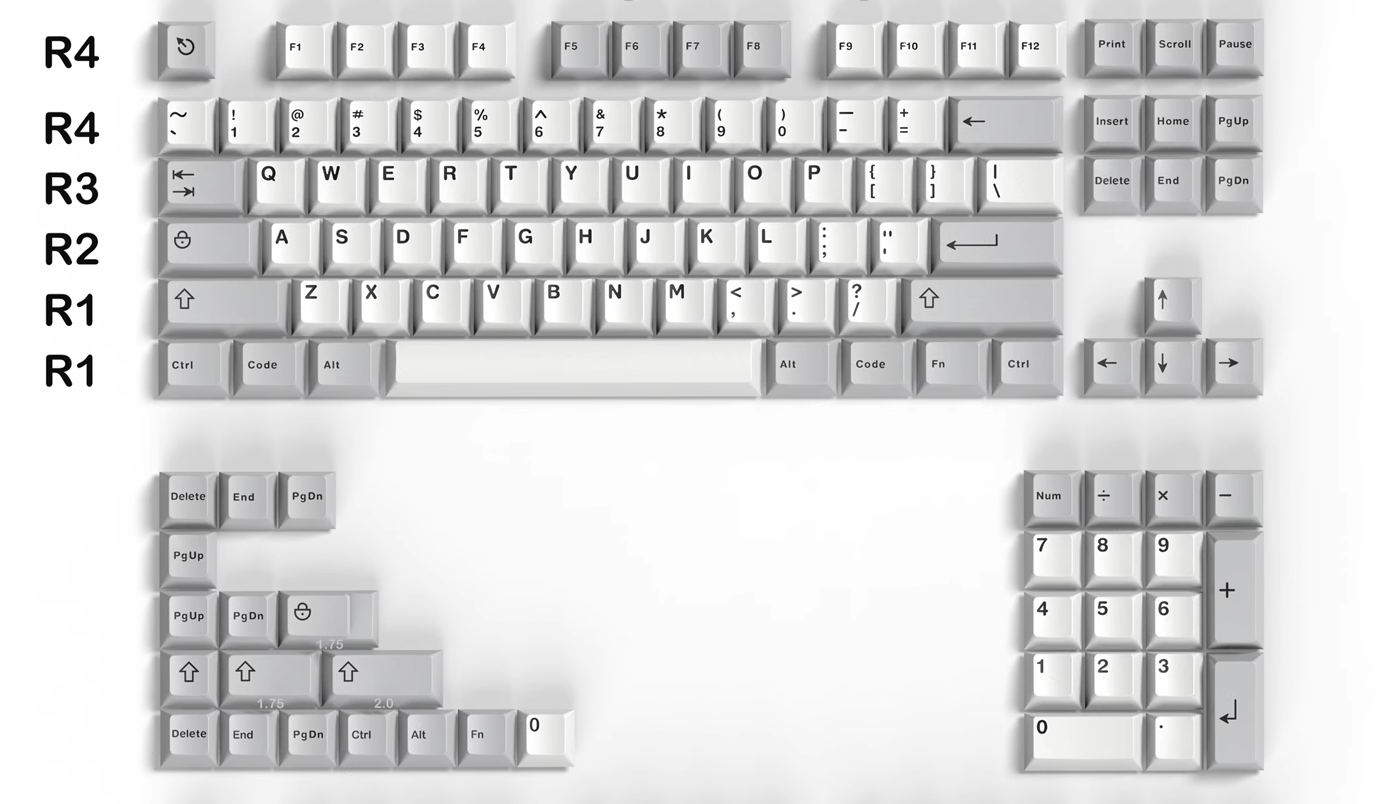 R4 F1 F2 F3 F4 F5 F6 F7 F8 F9 F10 F11 F12 Print Scroll Pause
~ ! @ # $ % ^ & * ( ) — +
R4 ` 1 2 3 4 5 6 7 8 9 0 - = ← Insert Home PgUp
⇤ Q W E R T Y U I O P { } |
R3 ⇥ [ ] \ Delete End PgDn
R2 A S D F G H J K L : "
; '
R1 ⇧ Z X C V B N M < > ? ⇧ ↑
, . /
R1 Ctrl Code Alt Alt Code Fn Ctrl ← ↓ →
Delete End PgDn
PgUp
PgUp PgDn
1.75
⇧ ⇧ ⇧
1.75 2.0
Delete End PgDn Ctrl Alt Fn 0
Num ÷ × −
7 8 9
+
4 5 6
1 2 3
0 . ↵